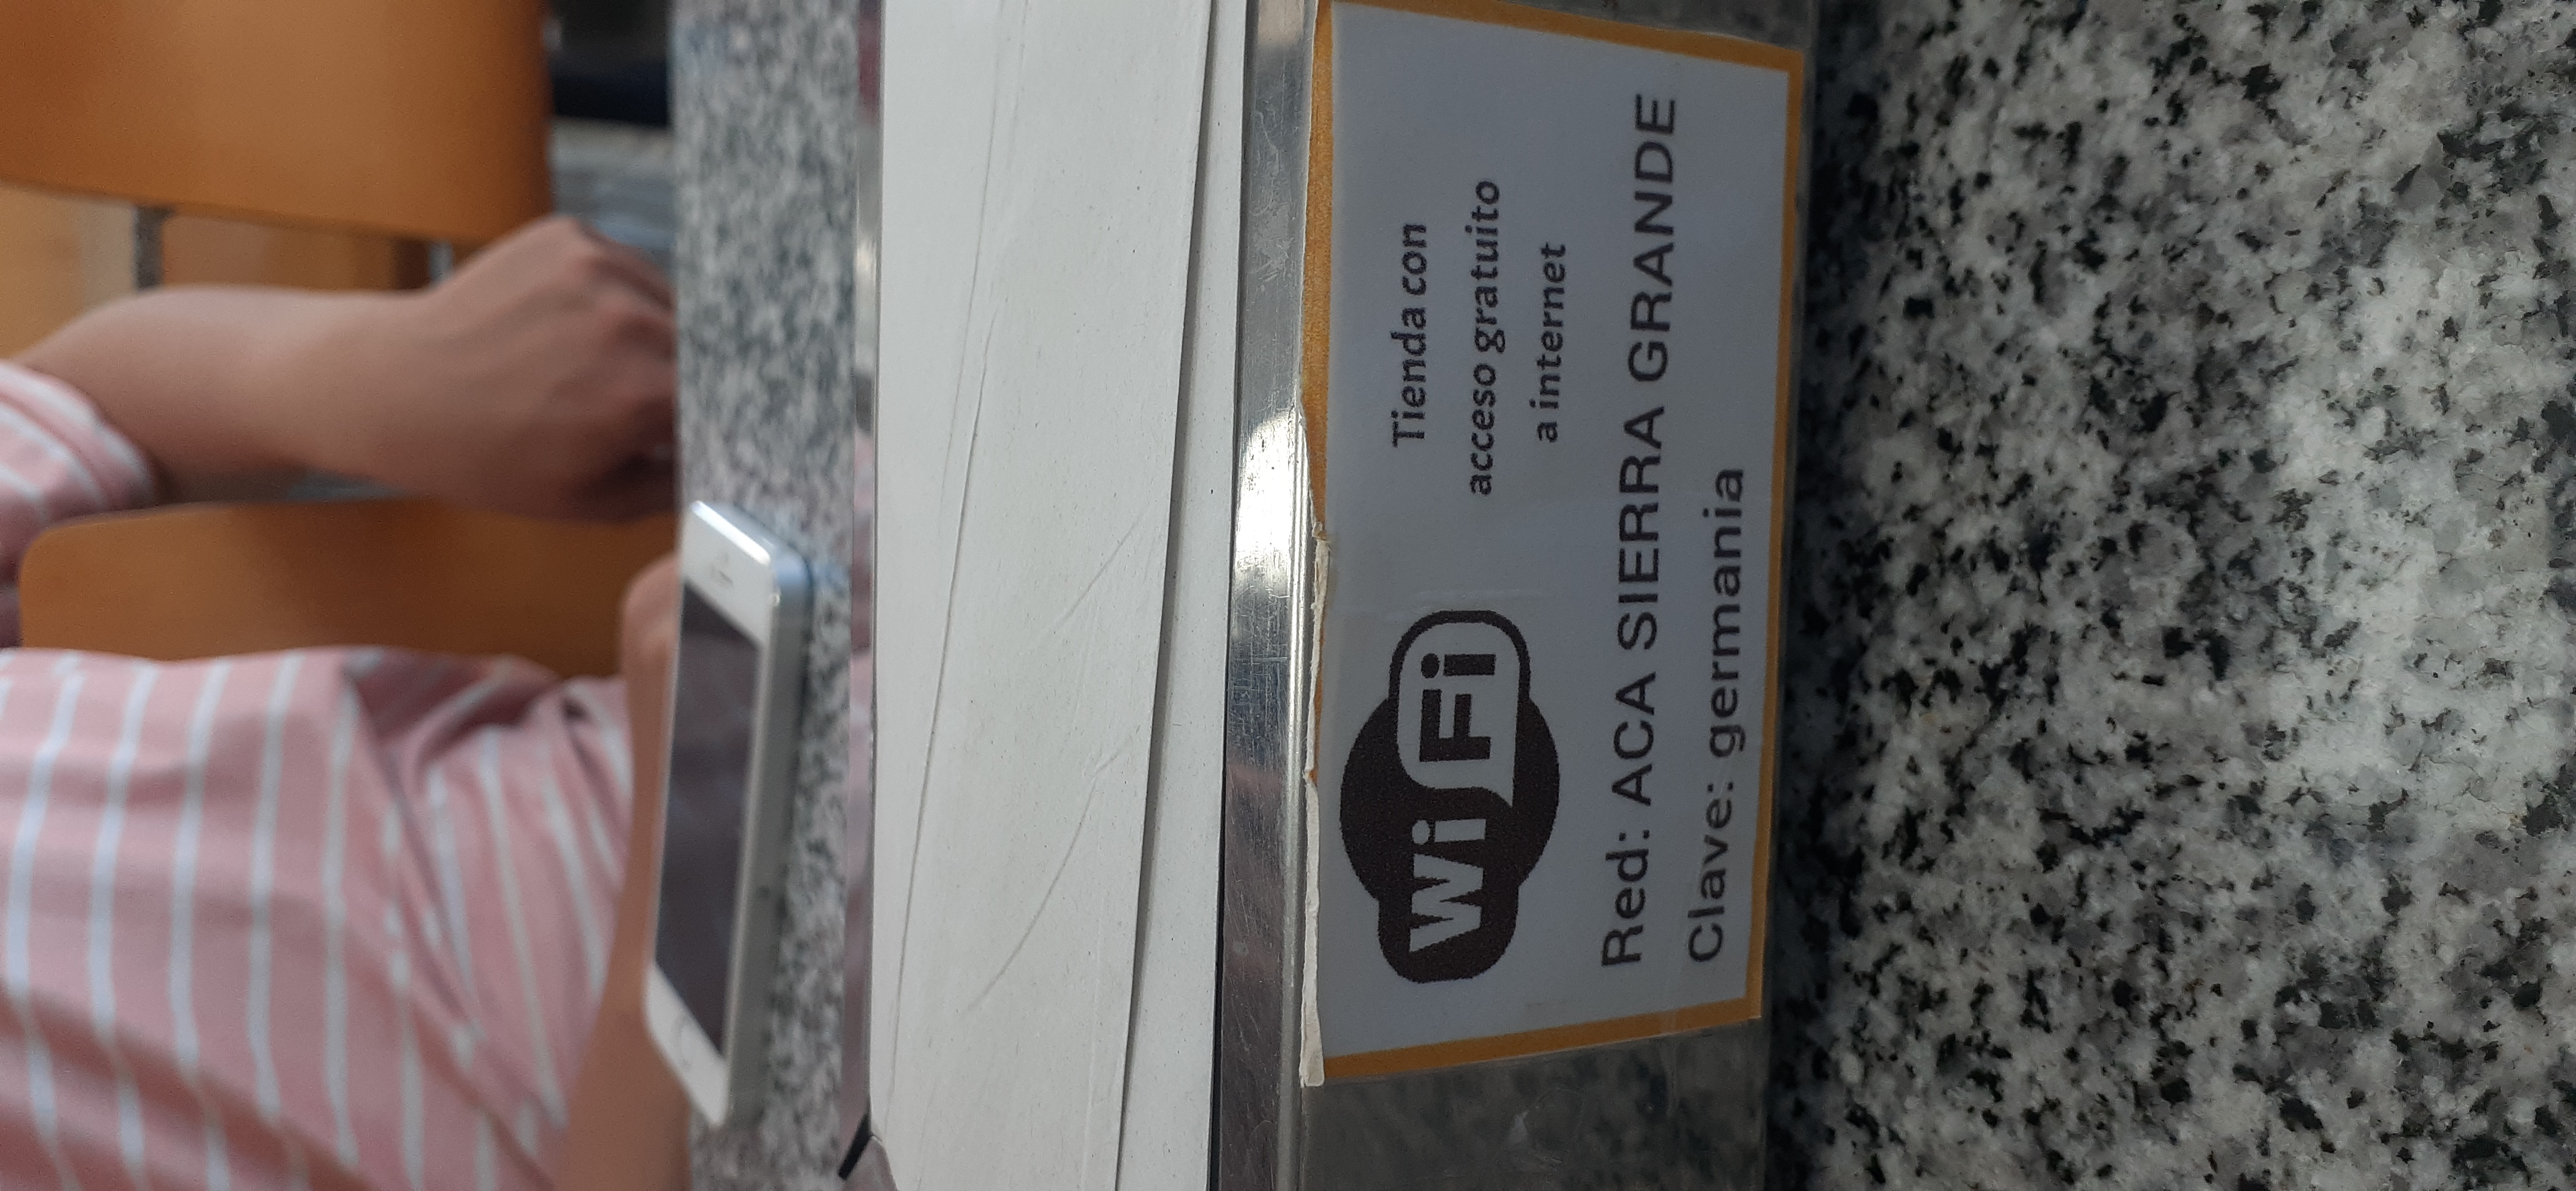 WiFi
Tienda con
acceso gratuito
a internet
Red: ACA SIERRA GRANDE
Clave: germania